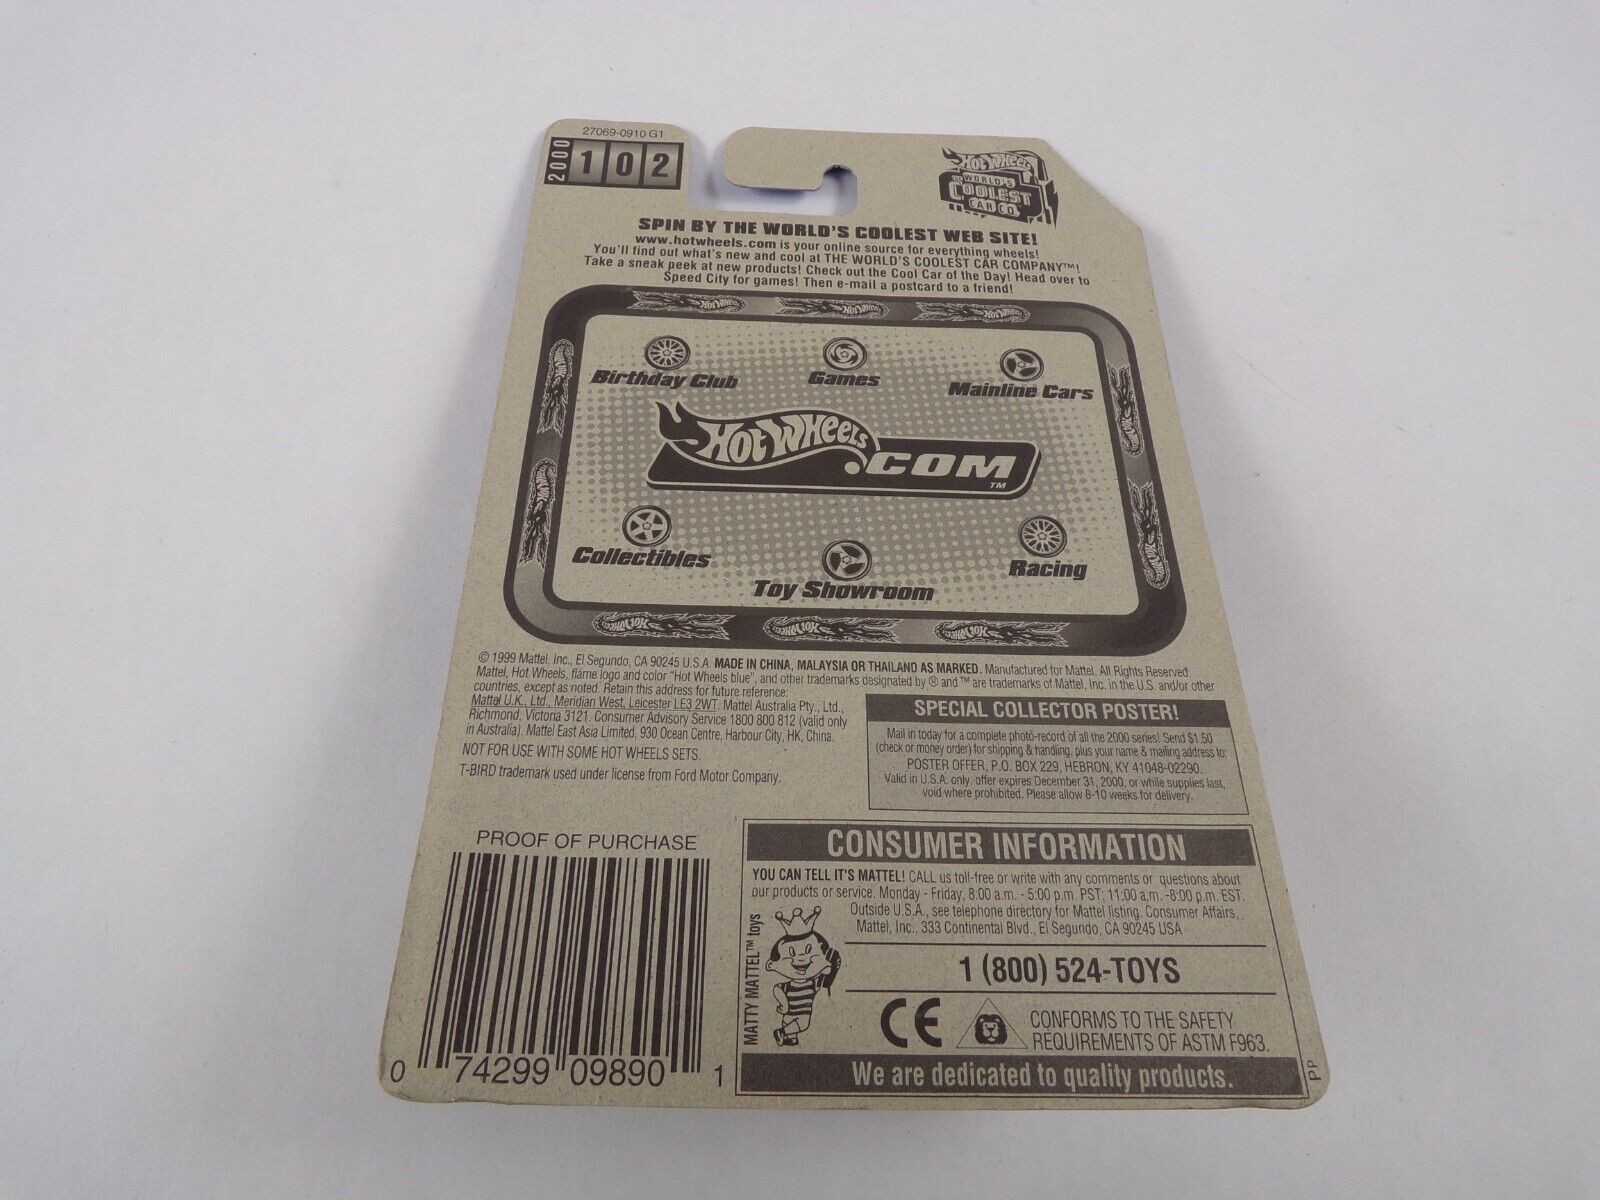 27069-0910 G1
2000
102
HOT WHEELS
WORLD'S
COOLEST
CAR CO.
SPIN BY THE WORLD'S COOLEST WEB SITE!
www.hotwheels.com is your online source for everything wheels!
You'll find out what's new and cool at THE WORLD'S COOLEST CAR COMPANY™!
Take a sneak peek at new products! Check out the Cool Car of the Day! Head over to
Speed City for games! Then e-mail a postcard to a friend!
HOT WHEELS HOT WHEELS HOT WHEELS
Birthday Club
Games
Mainline Cars
HOT WHEELS
.COM™
Collectibles
Toy Showroom
Racing
HOT WHEELS HOT WHEELS HOT WHEELS
© 1999 Mattel, Inc., El Segundo, CA 90245 U.S.A. MADE IN CHINA, MALAYSIA OR THAILAND AS MARKED. Manufactured for Mattel. All Rights Reserved.
Mattel, Hot Wheels, flame logo and color "Hot Wheels blue", and other trademarks designated by ® and ™ are trademarks of Mattel, Inc. in the U.S. and/or other
countries, except as noted. Retain this address for future reference:
Mattel U.K., Ltd., Meridian West, Leicester LE3 2WT. Mattel Australia Pty., Ltd.,
Richmond, Victoria 3121. Consumer Advisory Service 1800 800 812 (valid only
in Australia). Mattel East Asia Limited, 930 Ocean Centre, Harbour City, HK, China.
NOT FOR USE WITH SOME HOT WHEELS SETS.
T-BIRD trademark used under license from Ford Motor Company.
SPECIAL COLLECTOR POSTER!
Mail in today for a complete photo-record of all the 2000 series! Send $1.50
(check or money order) for shipping & handling, plus your name & mailing address to:
POSTER OFFER, P.O. BOX 229, HEBRON, KY 41048-02290.
Valid in U.S.A. only, offer expires December 31, 2000, or while supplies last,
void where prohibited. Please allow 8-10 weeks for delivery.
PROOF OF PURCHASE
0 74299 09890 1
CONSUMER INFORMATION
YOU CAN TELL IT'S MATTEL! CALL us toll-free or write with any comments or questions about
our products or service. Monday - Friday, 8:00 a.m. - 5:00 p.m. PST; 11:00 a.m. -8:00 p.m. EST.
Outside U.S.A., see telephone directory for Mattel listing. Consumer Affairs,
Mattel, Inc., 333 Continental Blvd., El Segundo, CA 90245 USA
MATTY MATTEL™ toys
1 (800) 524-TOYS
CE
CONFORMS TO THE SAFETY
REQUIREMENTS OF ASTM F963.
We are dedicated to quality products.
PP